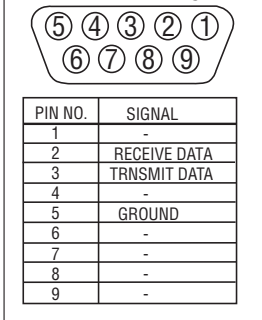 ⑤ ④ ③ ② ①
⑥ ⑦ ⑧ ⑨
PIN NO. SIGNAL
1 -
2 RECEIVE DATA
3 TRNSMIT DATA
4 -
5 GROUND
6 -
7 -
8 -
9 -